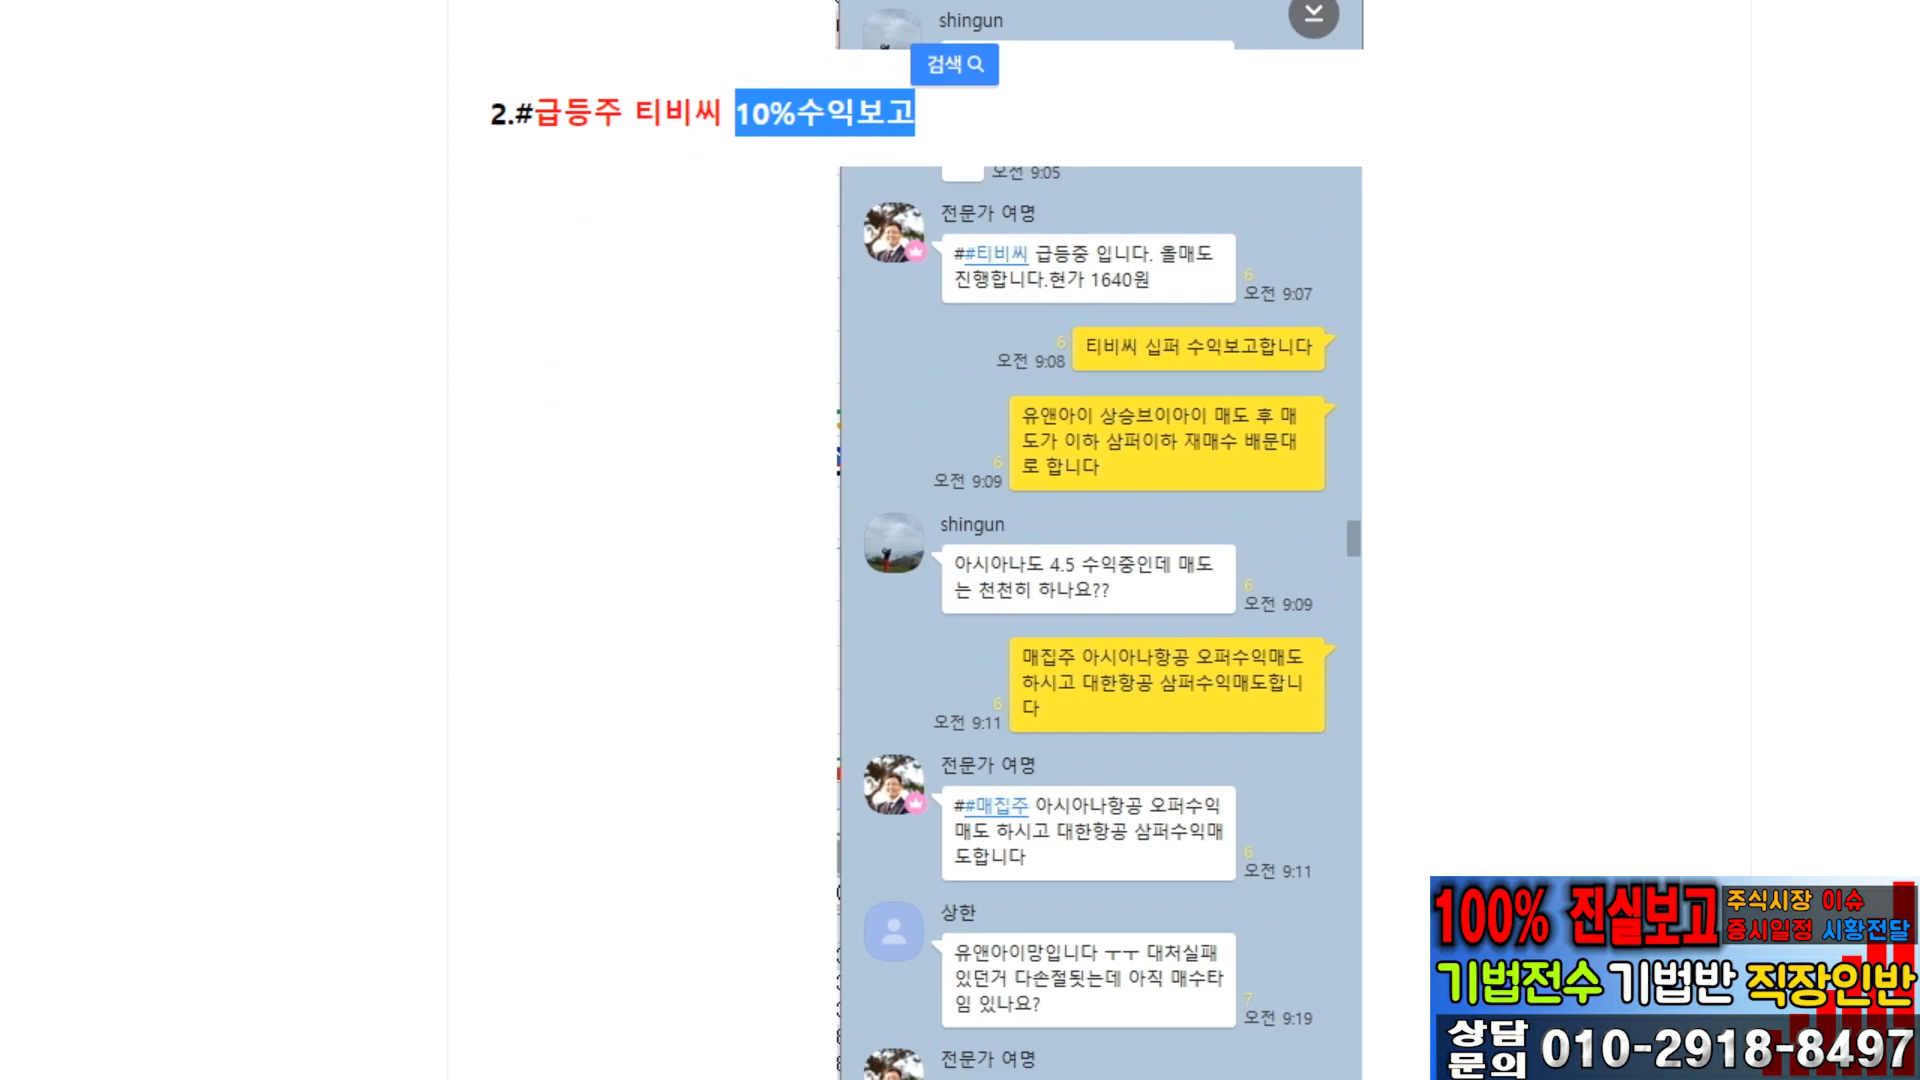 shingun
검색
2.#급등주 티비씨 10%수익보고
오전 9:05
전문가 여명
##티비씨 급등중 입니다. 올매도
진행합니다.현가 1640원
6
오전 9:07
티비씨 십퍼 수익보고합니다
6
오전 9:08
유앤아이 상승브이아이 매도 후 매
도가 이하 삼퍼이하 재매수 배문대
로 합니다
6
오전 9:09
shingun
아시아나도 4.5 수익중인데 매도
는 천천히 하나요??
6
오전 9:09
매집주 아시아나항공 오퍼수익매도
하시고 대한항공 삼퍼수익매도합니
다
6
오전 9:11
전문가 여명
##매집주 아시아나항공 오퍼수익
매도 하시고 대한항공 삼퍼수익매
도합니다
6
오전 9:11
상한
유앤아이망입니다 ㅜㅜ 대처실패
있던거 다손절됫는데 아직 매수타
임 있나요?
7
오전 9:19
전문가 여명
100% 진실보고 주식시장 이슈
증시일정 시황전달
기법전수 기법반 직장인반
상담
문의 010-2918-8497